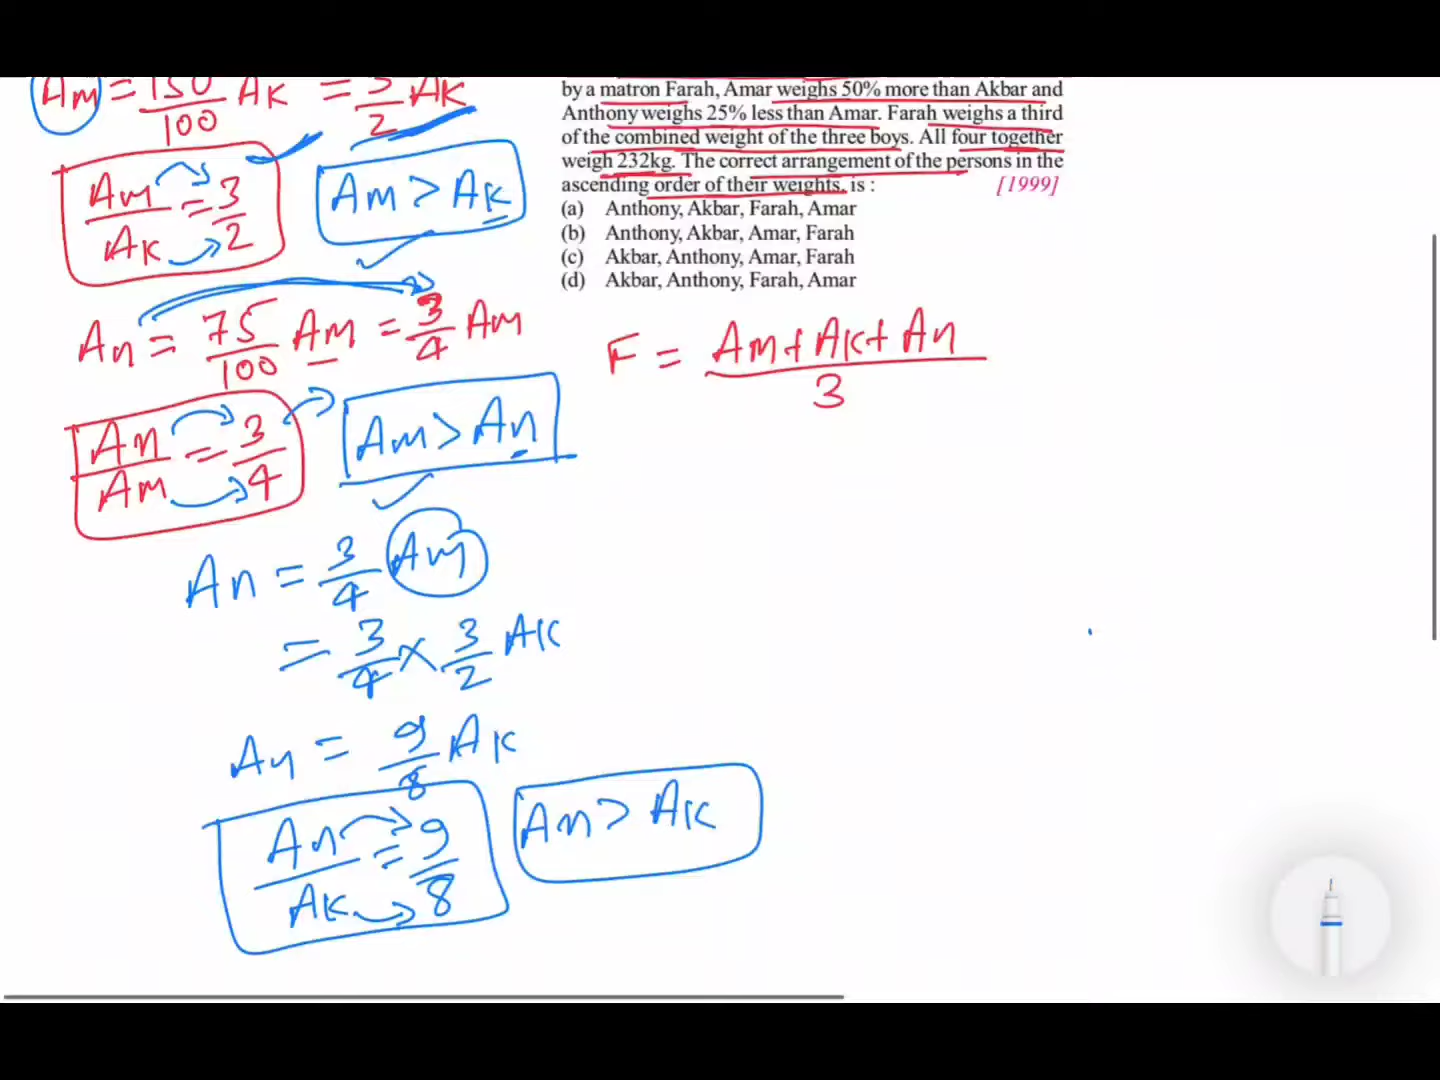 Am = 150/100 Ak = 3/2 Ak
Am/Ak = 3/2
Am > Ak
An = 75/100 Am = 3/4 Am
An/Am = 3/4
Am > An
An = 3/4 Am
= 3/4 × 3/2 Ak
An = 9/8 Ak
An/Ak = 9/8
An > Ak
by a matron Farah, Amar weighs 50% more than Akbar and
Anthony weighs 25% less than Amar. Farah weighs a third
of the combined weight of the three boys. All four together
weigh 232kg. The correct arrangement of the persons in the
ascending order of their weights, is : [1999]
(a) Anthony, Akbar, Farah, Amar
(b) Anthony, Akbar, Amar, Farah
(c) Akbar, Anthony, Amar, Farah
(d) Akbar, Anthony, Farah, Amar
F = Am + Ak + An / 3